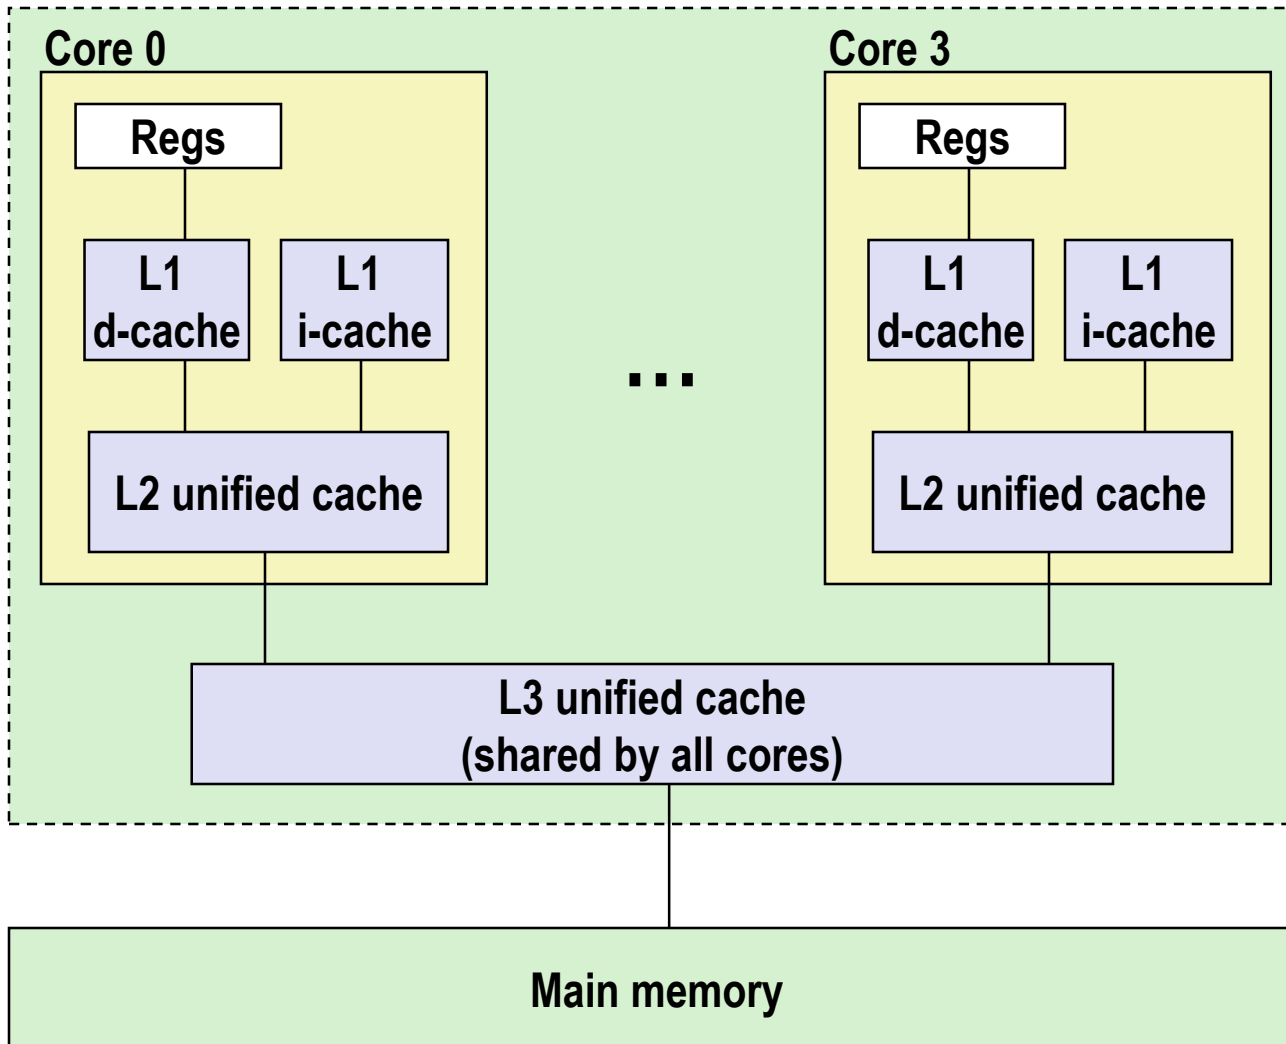 Core 0
Regs
L1
d-cache
L1
i-cache
L2 unified cache
...
Core 3
Regs
L1
d-cache
L1
i-cache
L2 unified cache
L3 unified cache
(shared by all cores)
Main memory